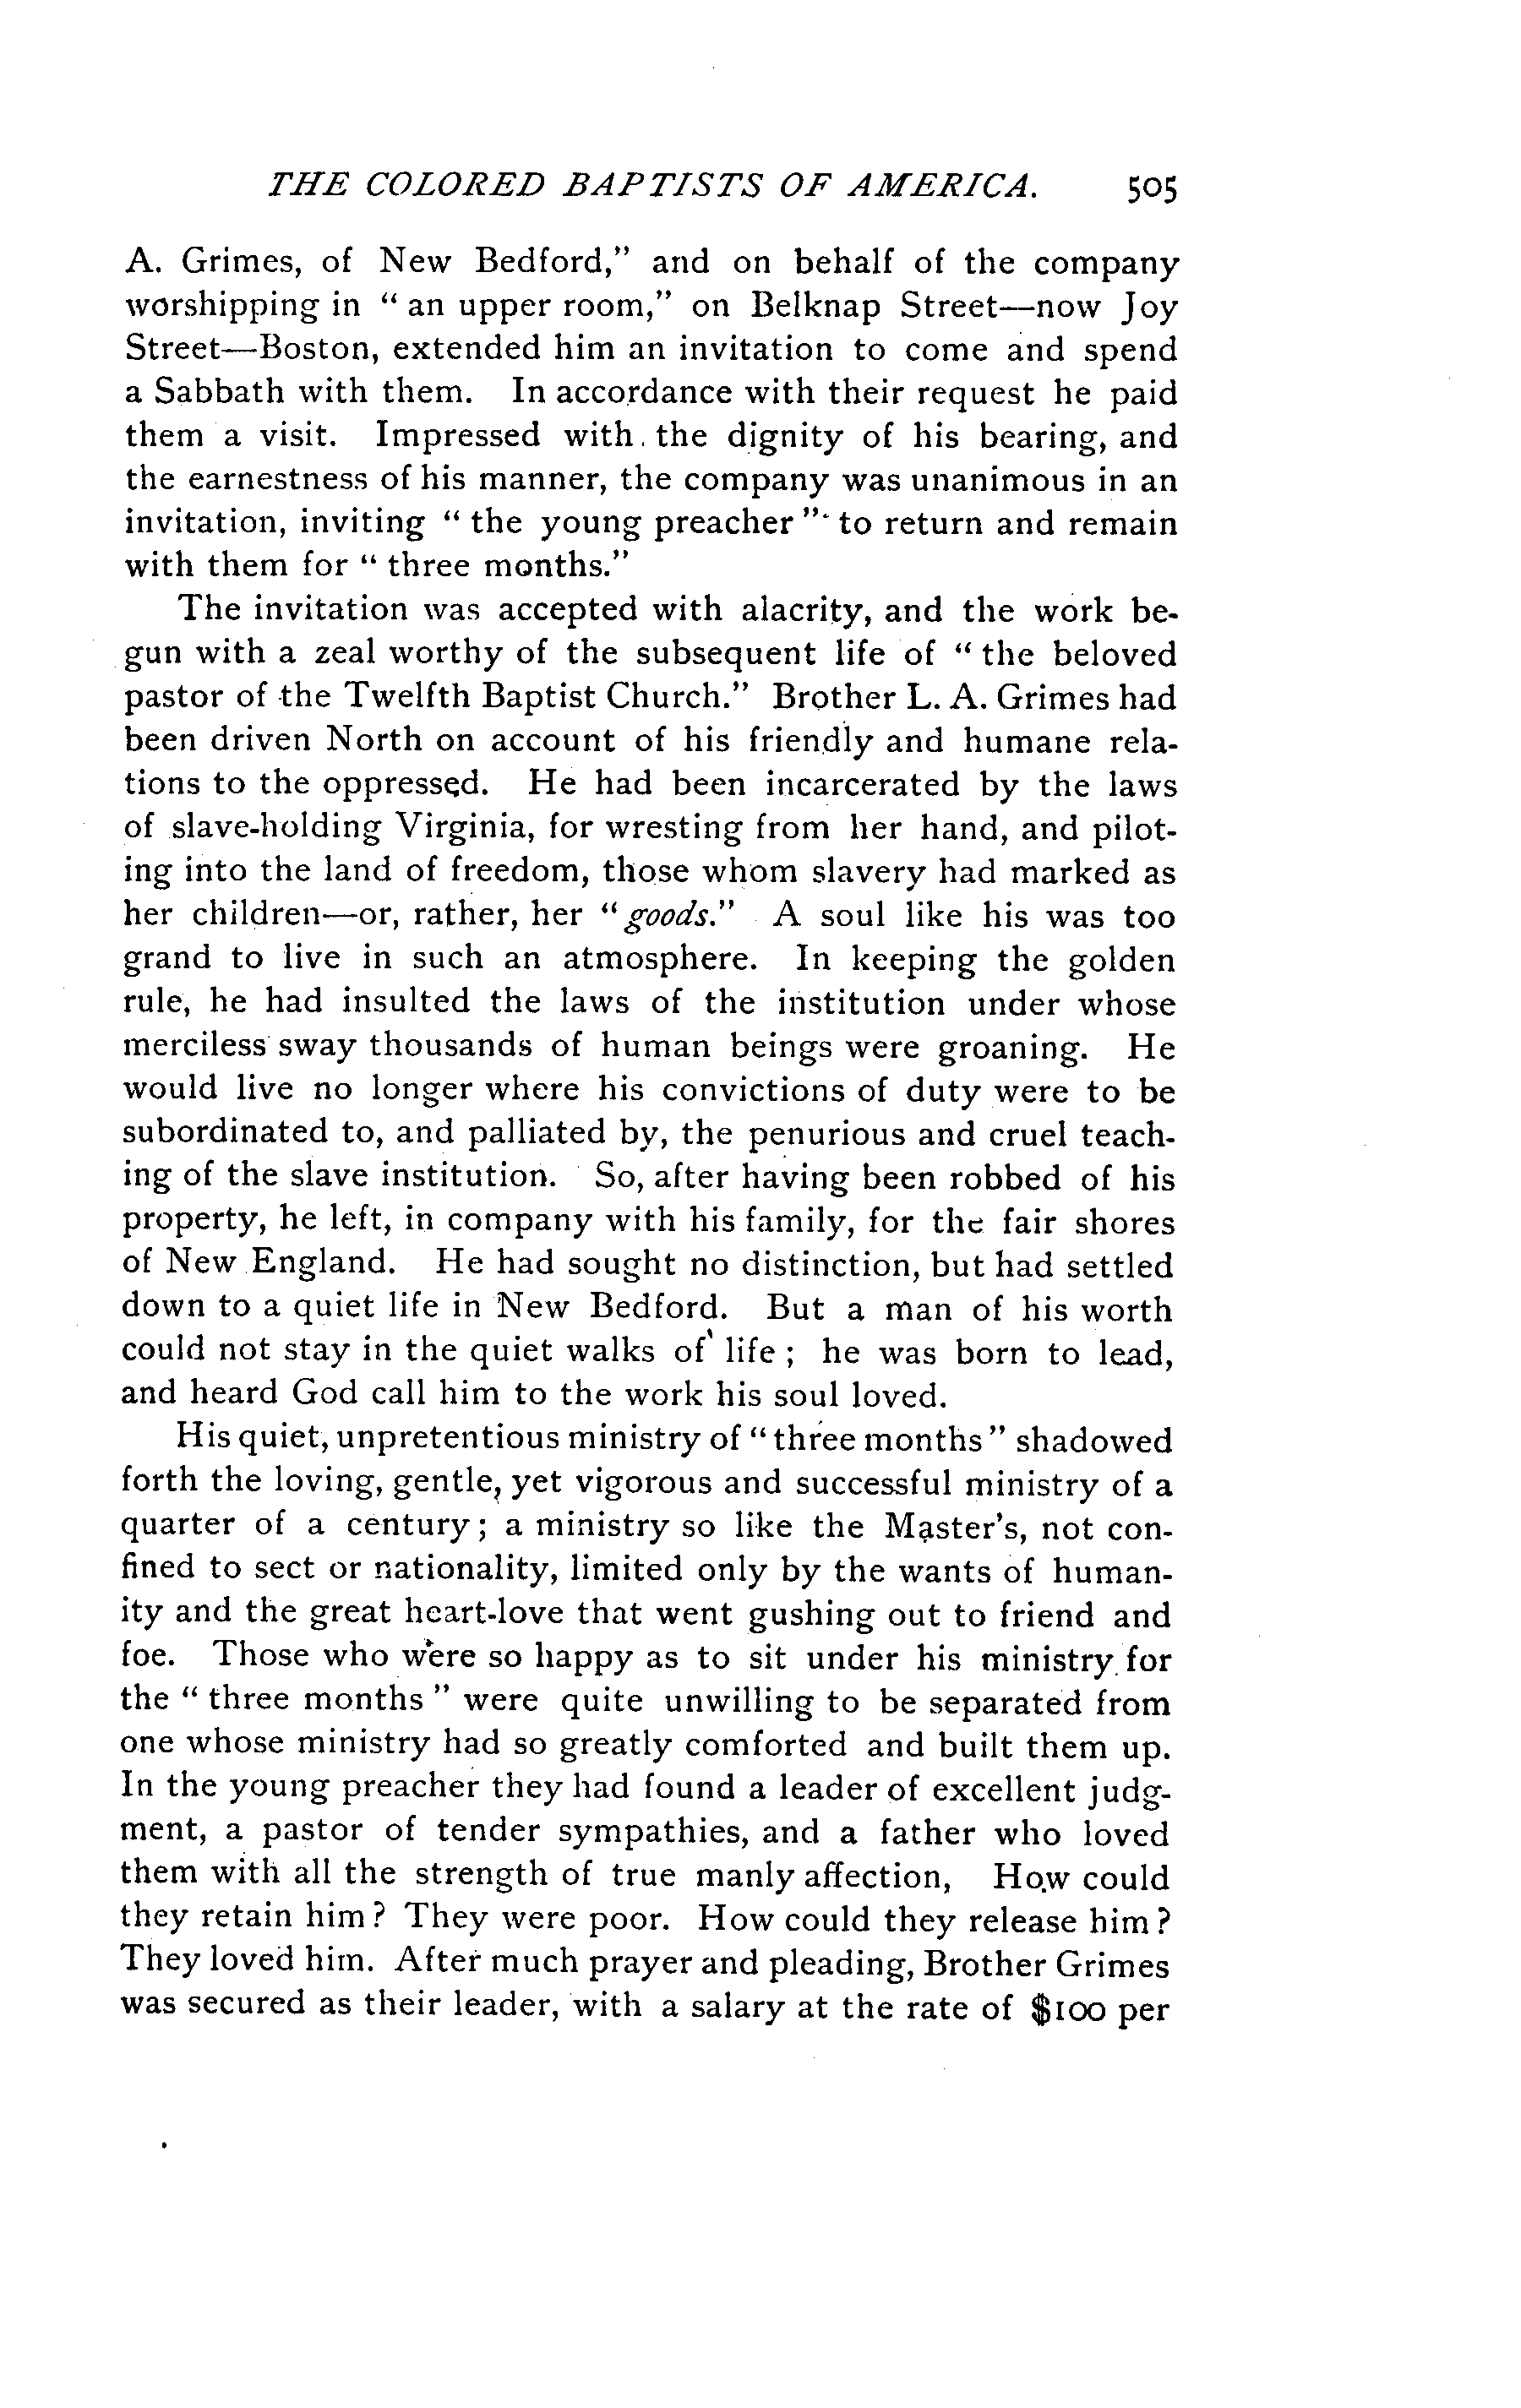 THE COLORED BAPTISTS OF AMERICA. 505
A. Grimes, of New Bedford," and on behalf of the company
worshipping in " an upper room," on Belknap Street—now Joy
Street—Boston, extended him an invitation to come and spend
a Sabbath with them. In accordance with their request he paid
them a visit. Impressed with the dignity of his bearing, and
the earnestness of his manner, the company was unanimous in an
invitation, inviting " the young preacher " to return and remain
with them for " three months."
The invitation was accepted with alacrity, and the work be-
gun with a zeal worthy of the subsequent life of " the beloved
pastor of the Twelfth Baptist Church." Brother L. A. Grimes had
been driven North on account of his friendly and humane rela-
tions to the oppressed. He had been incarcerated by the laws
of slave-holding Virginia, for wresting from her hand, and pilot-
ing into the land of freedom, those whom slavery had marked as
her children—or, rather, her "goods." A soul like his was too
grand to live in such an atmosphere. In keeping the golden
rule, he had insulted the laws of the institution under whose
merciless sway thousands of human beings were groaning. He
would live no longer where his convictions of duty were to be
subordinated to, and palliated by, the penurious and cruel teach-
ing of the slave institution. So, after having been robbed of his
property, he left, in company with his family, for the fair shores
of New England. He had sought no distinction, but had settled
down to a quiet life in New Bedford. But a man of his worth
could not stay in the quiet walks of life ; he was born to lead,
and heard God call him to the work his soul loved.
His quiet, unpretentious ministry of " three months " shadowed
forth the loving, gentle, yet vigorous and successful ministry of a
quarter of a century ; a ministry so like the Master's, not con-
fined to sect or nationality, limited only by the wants of human-
ity and the great heart-love that went gushing out to friend and
foe. Those who were so happy as to sit under his ministry for
the " three months " were quite unwilling to be separated from
one whose ministry had so greatly comforted and built them up.
In the young preacher they had found a leader of excellent judg-
ment, a pastor of tender sympathies, and a father who loved
them with all the strength of true manly affection, How could
they retain him ? They were poor. How could they release him ?
They loved him. After much prayer and pleading, Brother Grimes
was secured as their leader, with a salary at the rate of $100 per